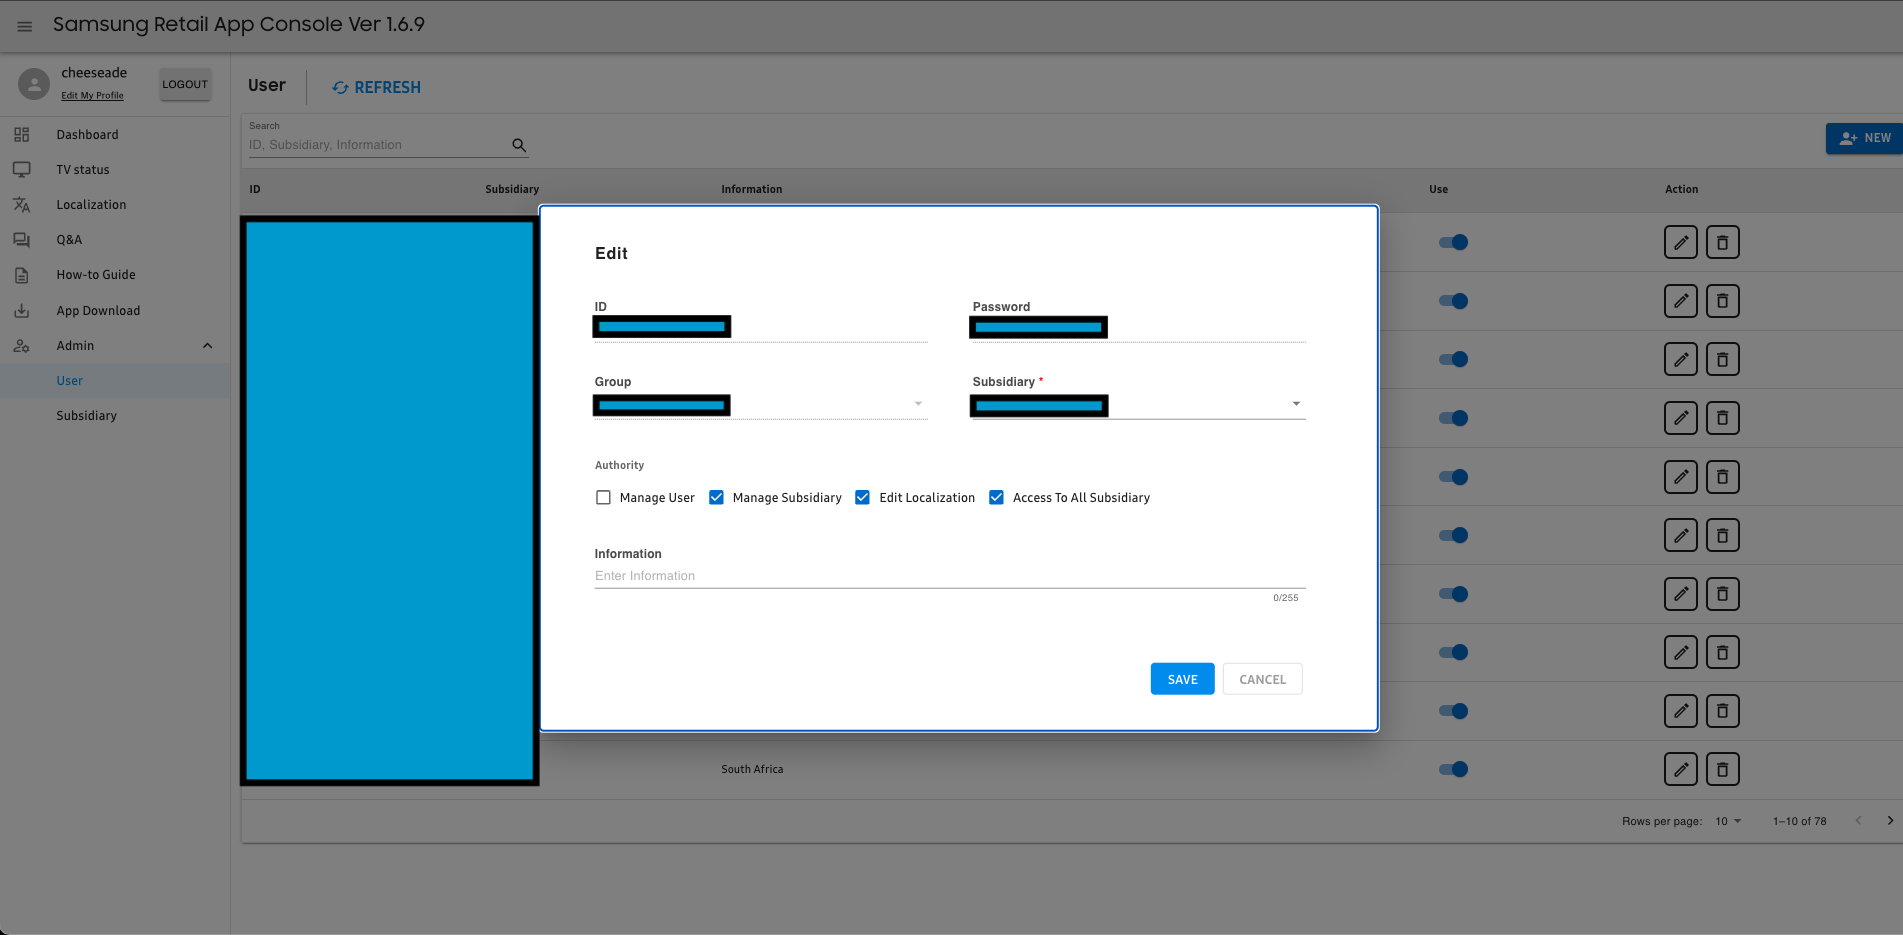 Samsung Retail App Console Ver 1.6.9
cheeseade
Edit My Profile
LOGOUT
Dashboard
TV status
Localization
Q&A
How-to Guide
App Download
Admin
User
Subsidiary
User
REFRESH
Search
ID, Subsidiary, Information
NEW
ID Subsidiary Information Use Action
Edit
ID
Password
Group
Subsidiary *
Authority
Manage User Manage Subsidiary Edit Localization Access To All Subsidiary
Information
Enter Information
0/255
SAVE CANCEL
South Africa
Rows per page: 10 1–10 of 78